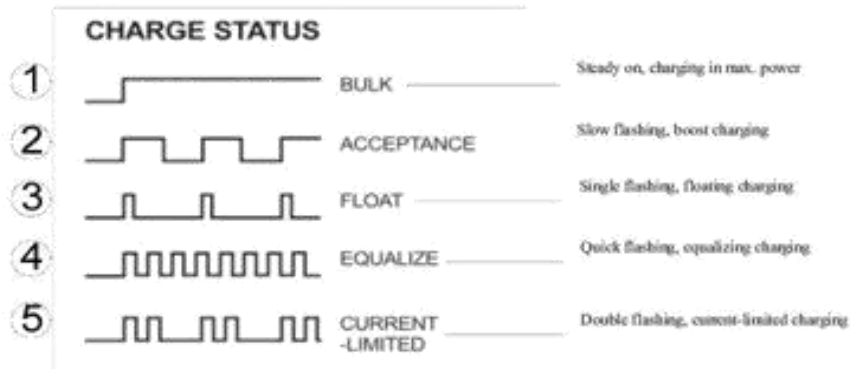 CHARGE STATUS
1 BULK Steady on, charging in max. power
2 ACCEPTANCE Slow flashing, boost charging
3 FLOAT Single flashing, floating charging
4 EQUALIZE Quick flashing, equalizing charging
5 CURRENT Double flashing, current-limited charging
-LIMITED